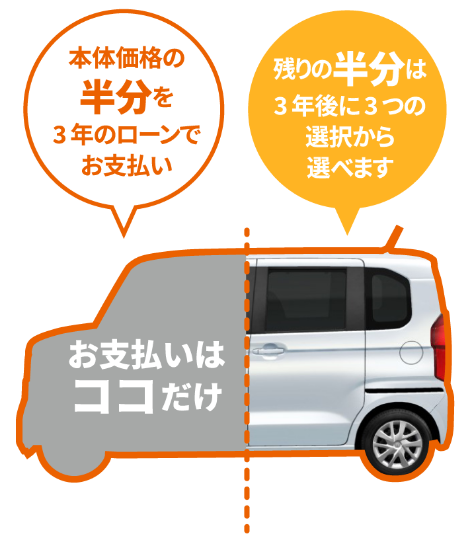 本体価格の
半分を
3年のローンで
お支払い
残りの半分は
3年後に3つの
選択から
選べます
お支払いは
ココだけ